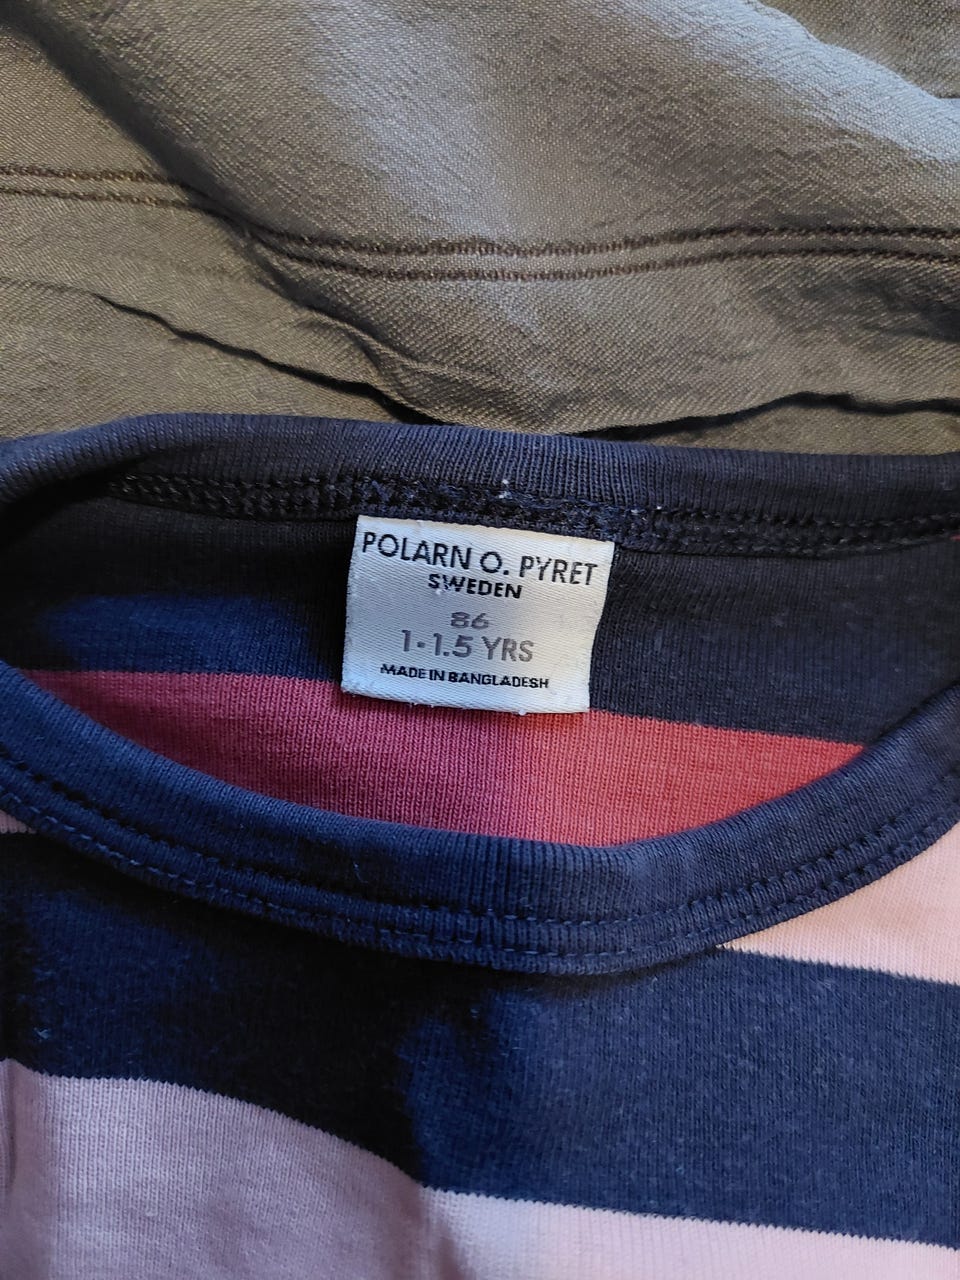 POLARN O. PYRET
SWEDEN
86
1-1.5 YRS
MADE IN BANGLADESH